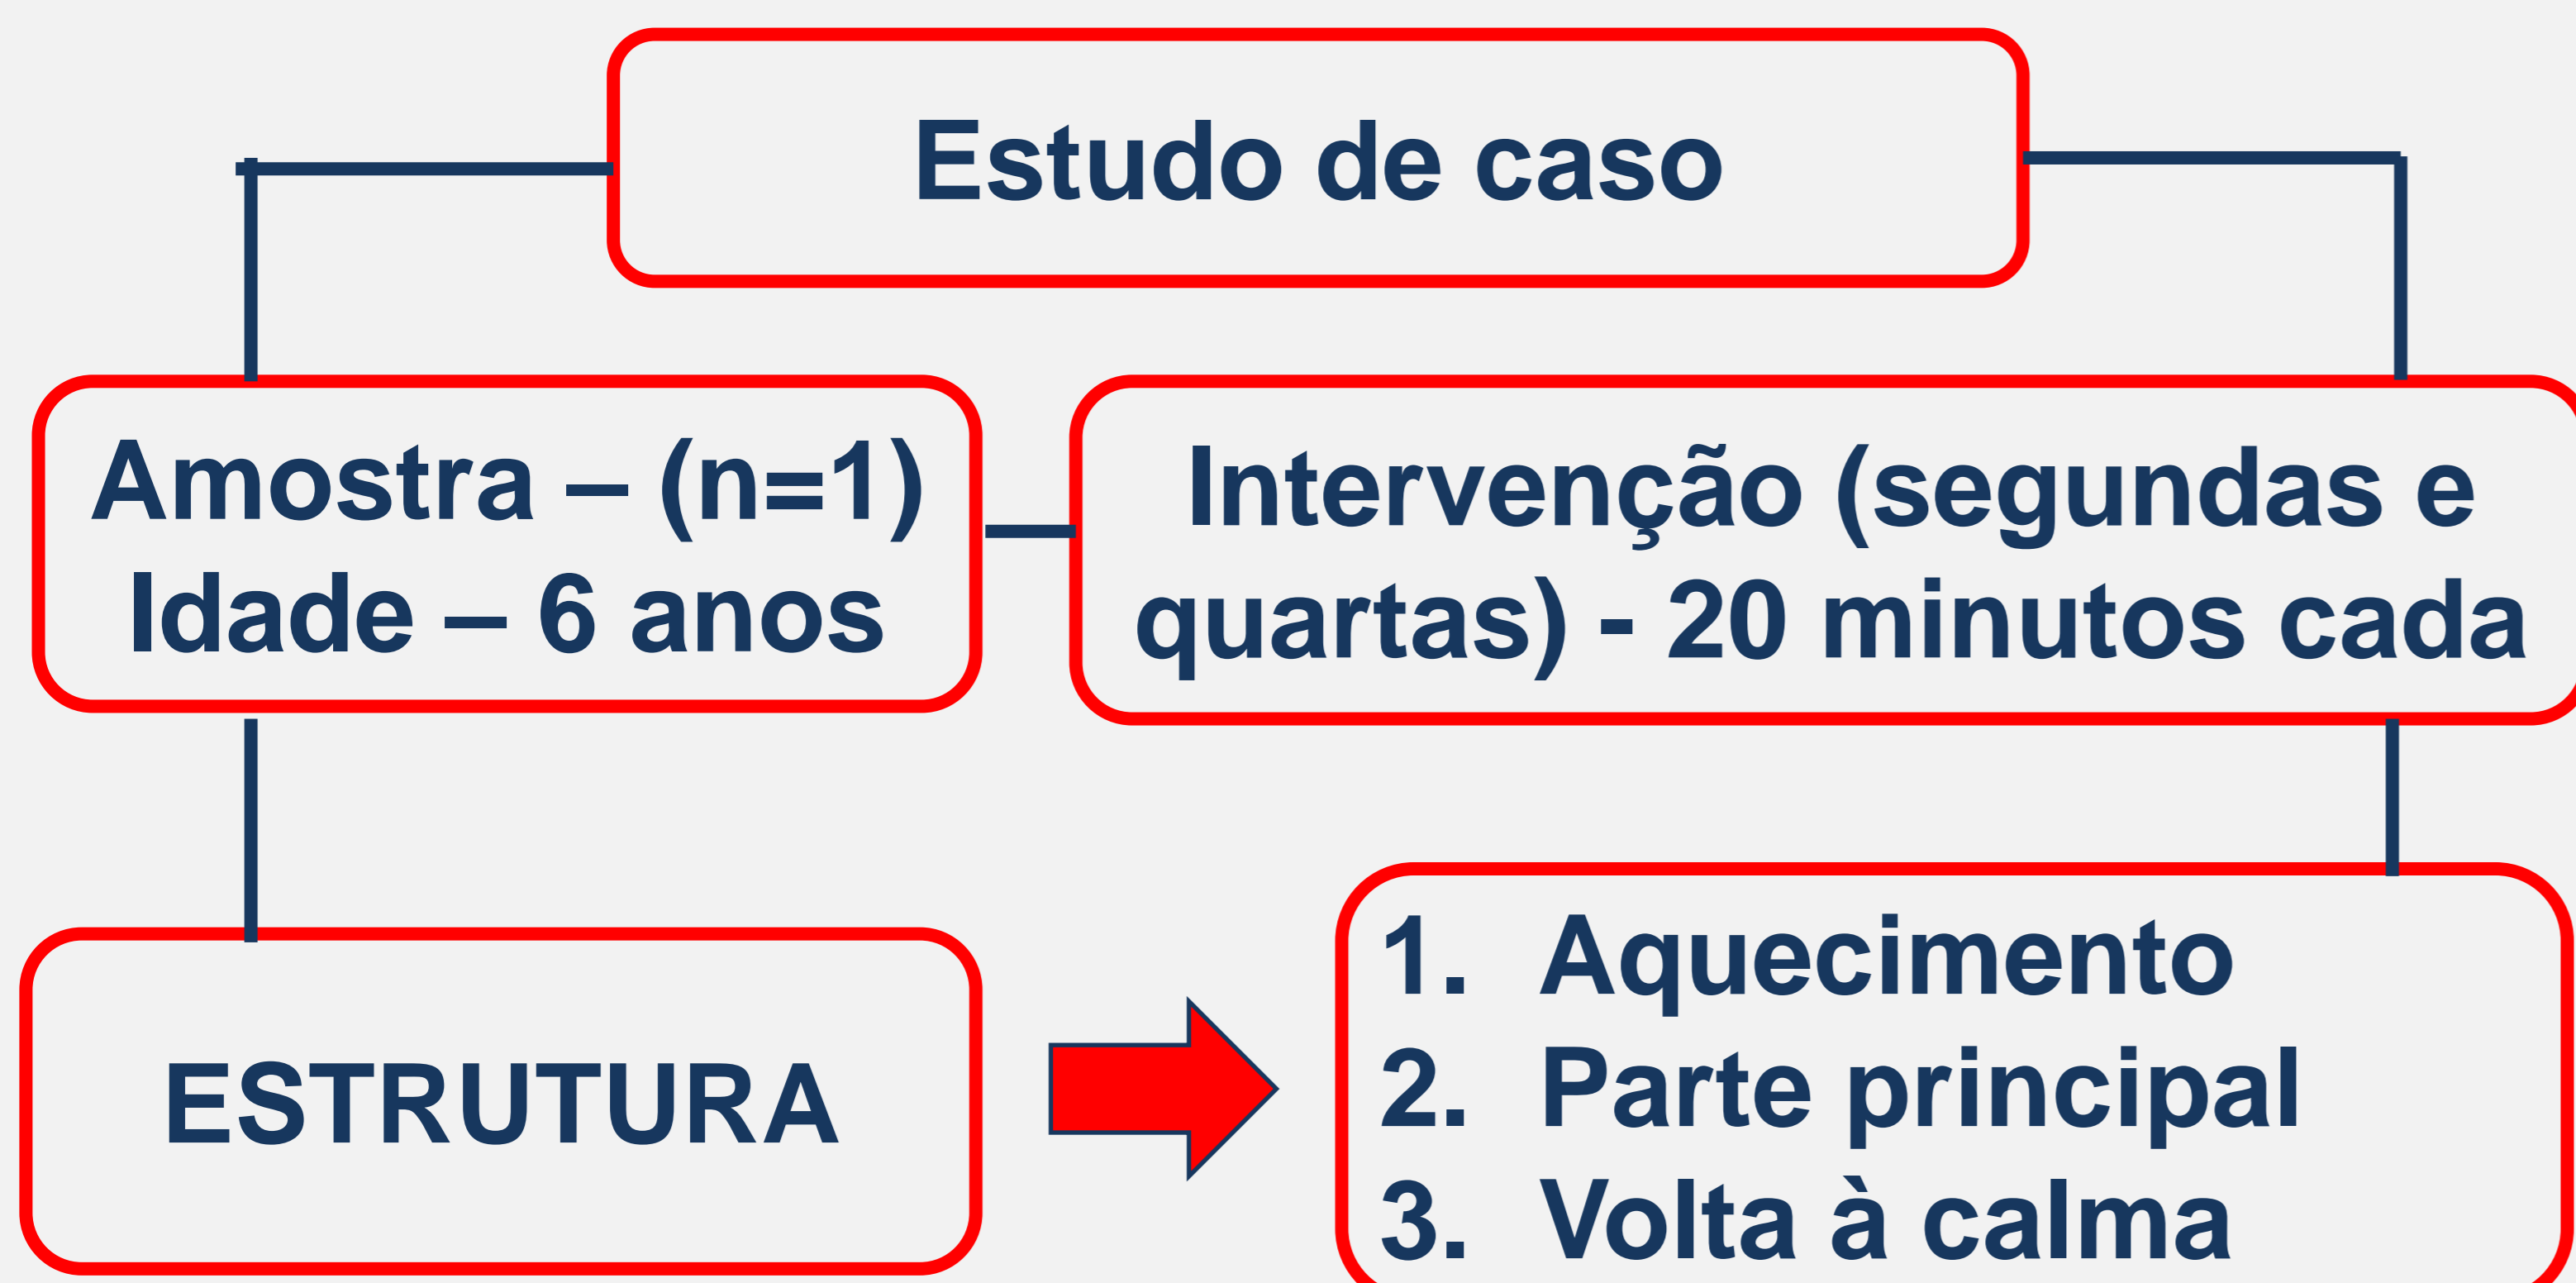 Estudo de caso
Amostra – (n=1)
Idade – 6 anos
Intervenção (segundas e
quartas) - 20 minutos cada
ESTRUTURA
1. Aquecimento
2. Parte principal
3. Volta à calma